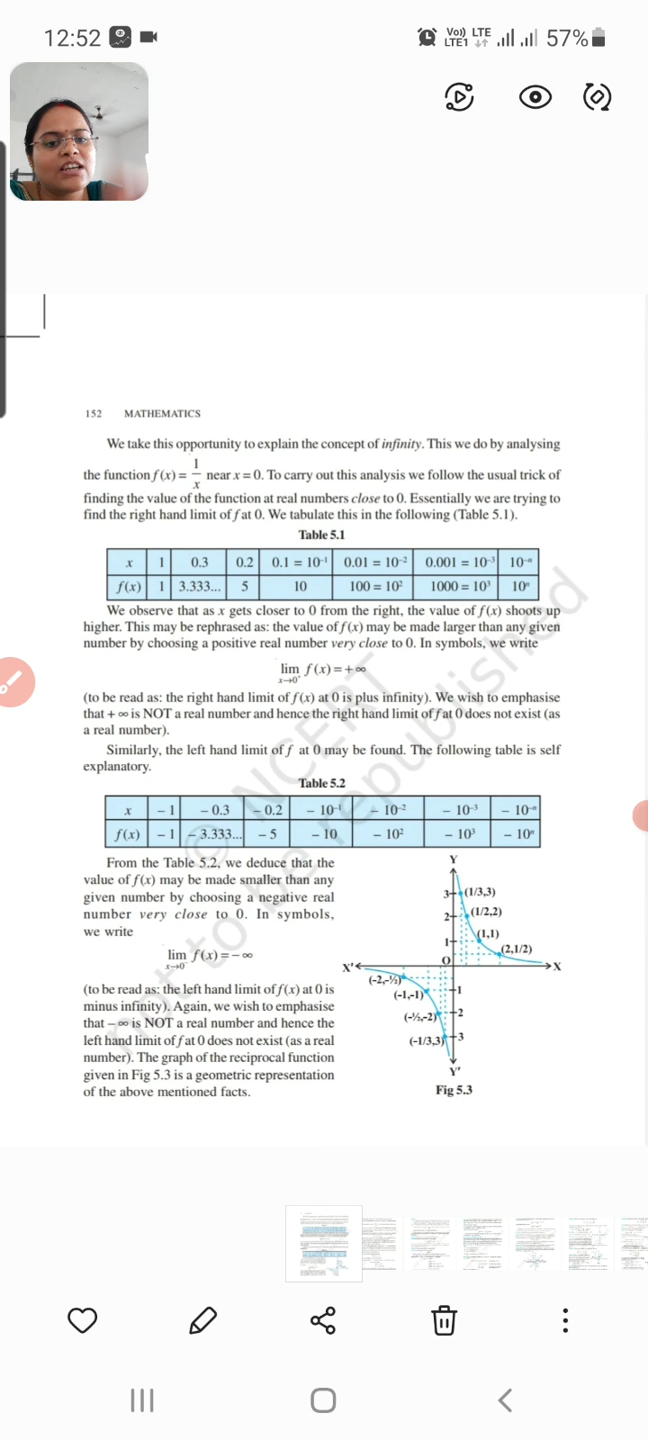 12:52 Vo)) LTE LTE1 57%
152 MATHEMATICS
We take this opportunity to explain the concept of infinity. This we do by analysing
the function f(x) = 1/x near x = 0. To carry out this analysis we follow the usual trick of
finding the value of the function at real numbers close to 0. Essentially we are trying to
find the right hand limit of f at 0. We tabulate this in the following (Table 5.1).
Table 5.1
x 1 0.3 0.2 0.1 = 10⁻¹ 0.01 = 10⁻² 0.001 = 10⁻³ 10⁻ⁿ
f(x) 1 3.333... 5 10 100 = 10² 1000 = 10³ 10ⁿ
We observe that as x gets closer to 0 from the right, the value of f(x) shoots up
higher. This may be rephrased as: the value of f(x) may be made larger than any given
number by choosing a positive real number very close to 0. In symbols, we write
lim f(x) = + ∞
x→0⁺
(to be read as: the right hand limit of f(x) at 0 is plus infinity). We wish to emphasise
that + ∞ is NOT a real number and hence the right hand limit of f at 0 does not exist (as
a real number).
Similarly, the left hand limit of f at 0 may be found. The following table is self
explanatory.
Table 5.2
x – 1 – 0.3 – 0.2 – 10⁻¹ – 10⁻² – 10⁻³ – 10⁻ⁿ
f(x) – 1 – 3.333... – 5 – 10 – 10² – 10³ – 10ⁿ
From the Table 5.2, we deduce that the
value of f(x) may be made smaller than any
given number by choosing a negative real
number very close to 0. In symbols,
we write
lim f(x) = – ∞
x→0⁻
(to be read as: the left hand limit of f(x) at 0 is
minus infinity). Again, we wish to emphasise
that – ∞ is NOT a real number and hence the
left hand limit of f at 0 does not exist (as a real
number). The graph of the reciprocal function
given in Fig 5.3 is a geometric representation
of the above mentioned facts.
Y
3 (1/3,3)
2 (1/2,2)
1 (1,1)
(2,1/2)
X' O X
(-2,-½)
(-1,-1) 1
(-½,-2) 2
(-1/3,3) 3
Y'
Fig 5.3
© NCERT
not to be republished